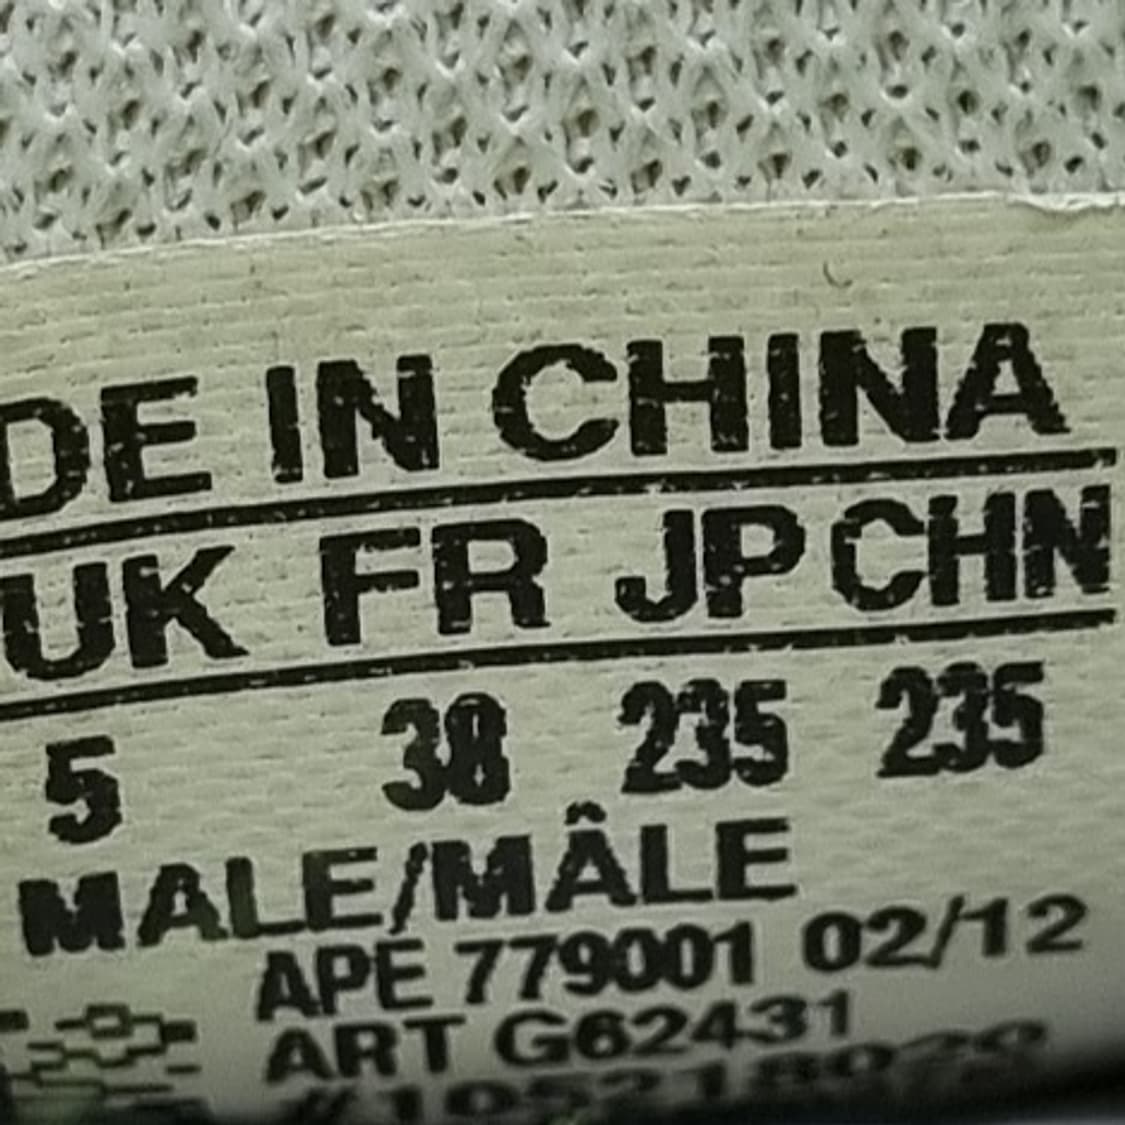 DE IN CHINA
UK FR JP CHN
5 38 235 235
MALE/MÂLE
APE 779001 02/12
ART G62431